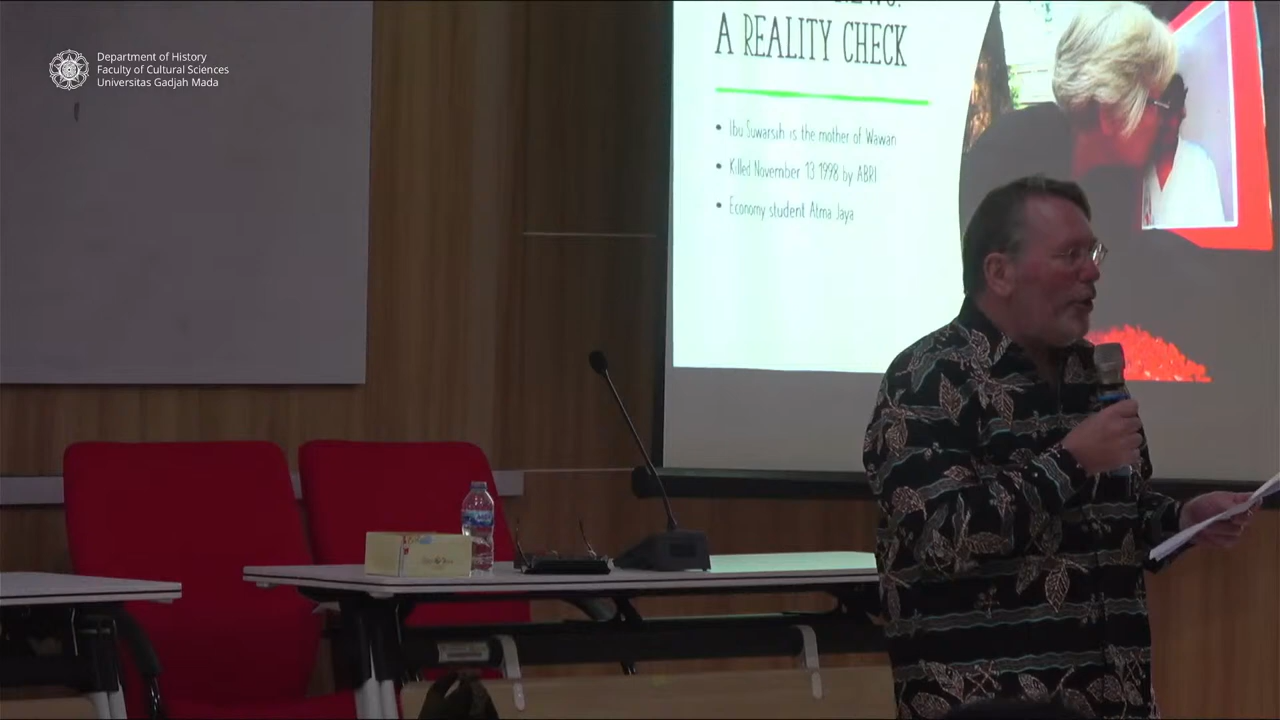 Department of History
Faculty of Cultural Sciences
Universitas Gadjah Mada
A REALITY CHECK
• Ibu Suwarsih is the mother of Wawan
• Killed November 13 1998 by ABRI
• Economy student Atma Jaya